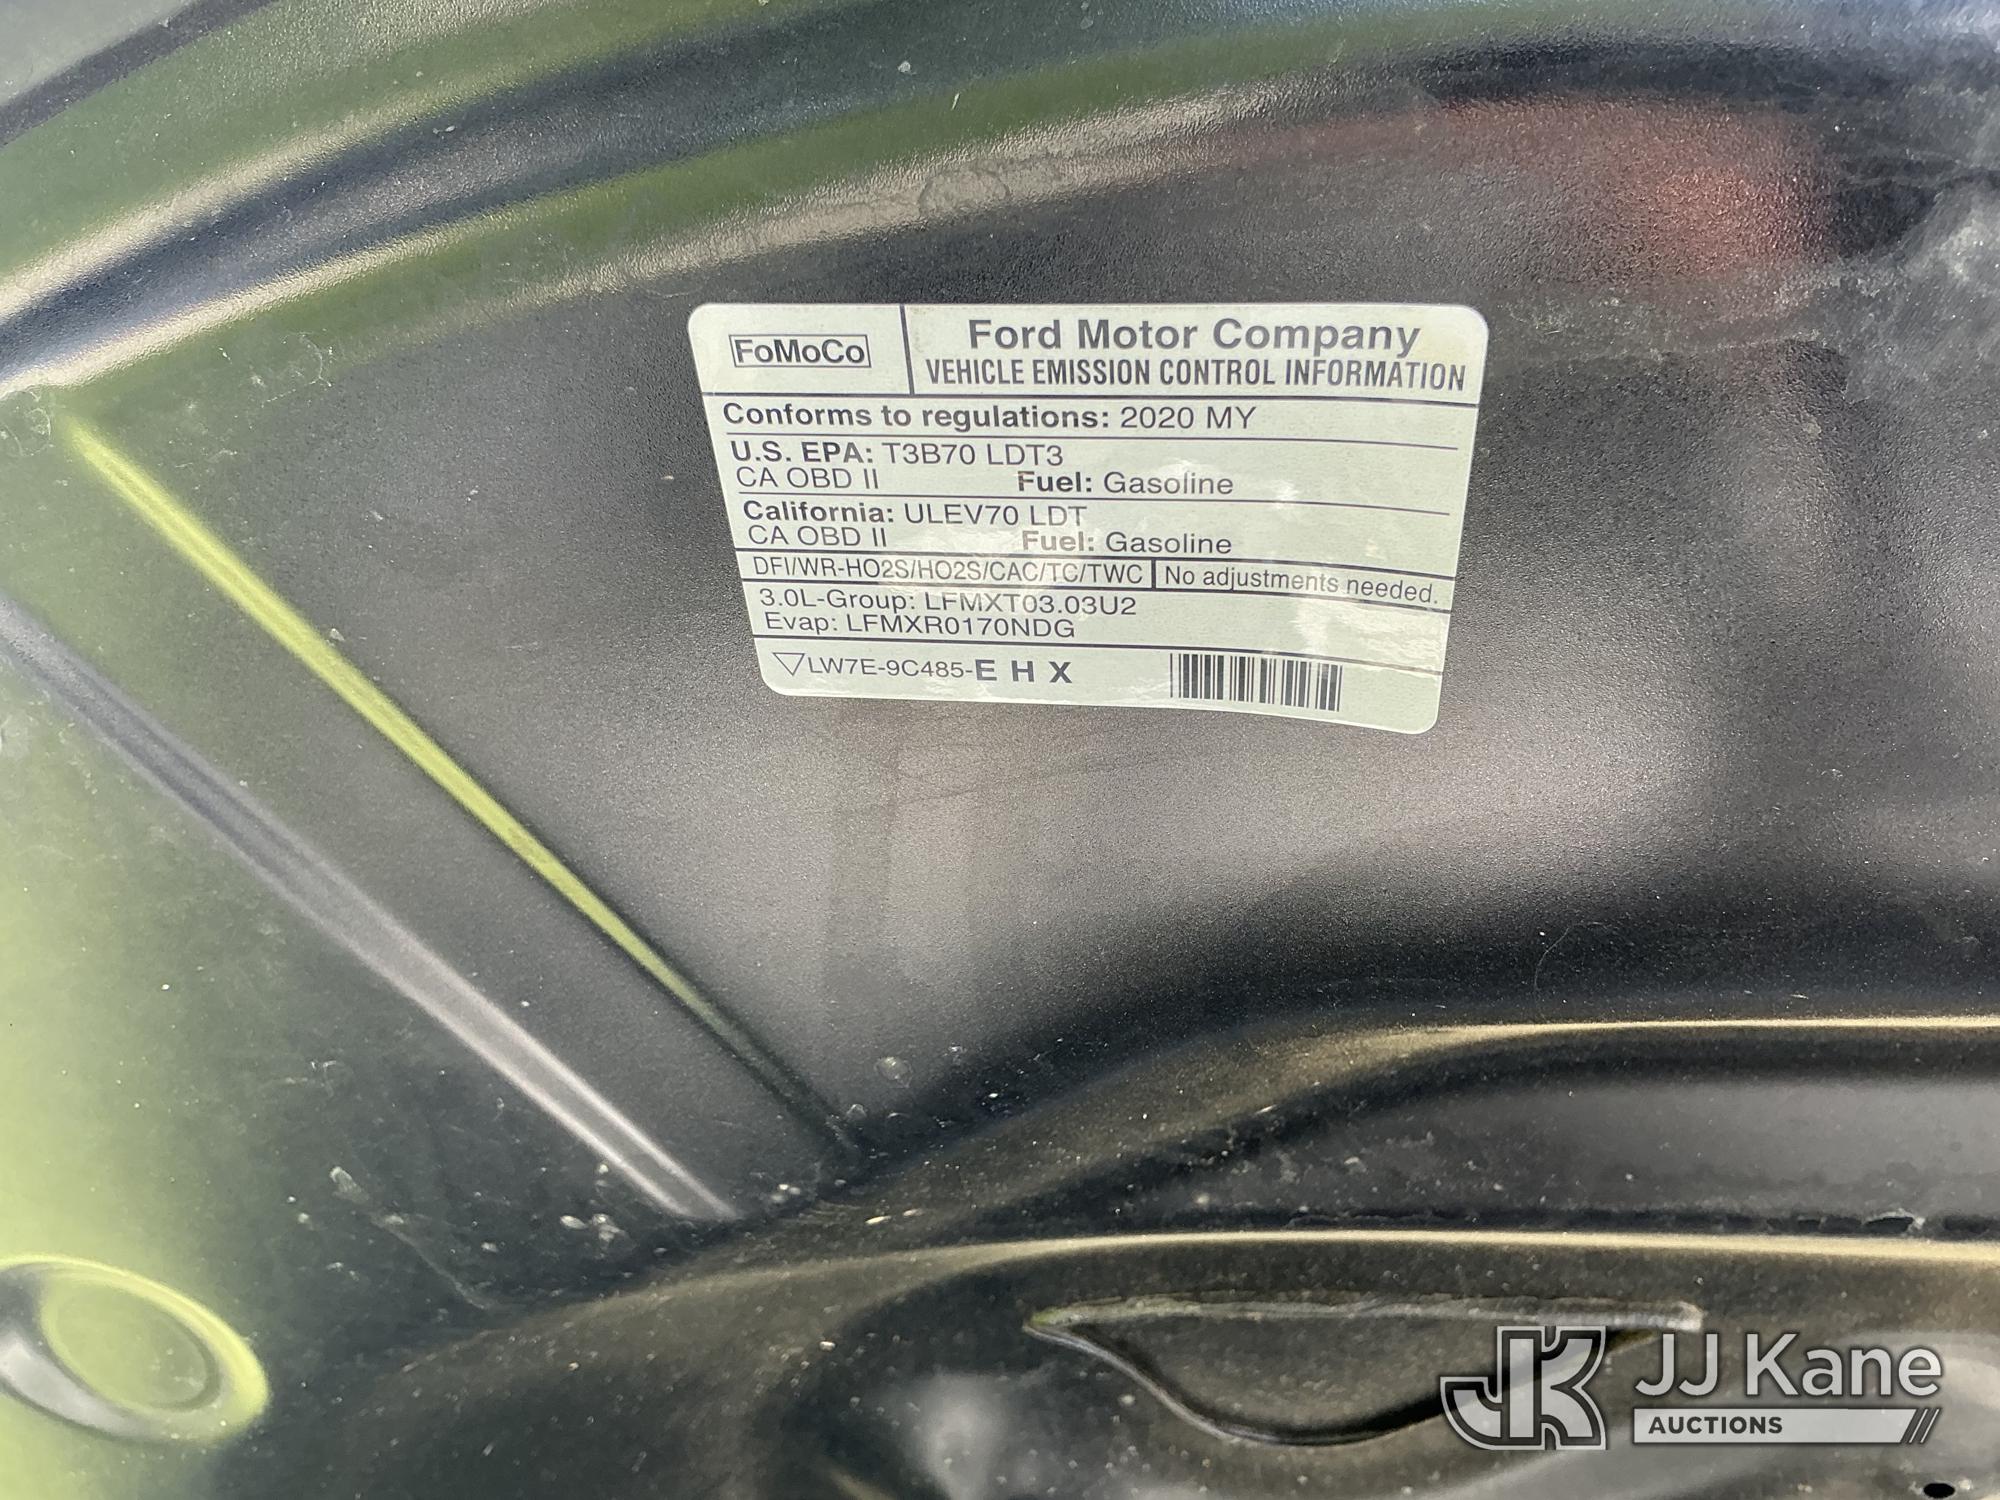 FoMoCo
Ford Motor Company
VEHICLE EMISSION CONTROL INFORMATION
Conforms to regulations: 2020 MY
U.S. EPA: T3B70 LDT3
CA OBD II Fuel: Gasoline
California: ULEV70 LDT
CA OBD II Fuel: Gasoline
DFI/WR-HO2S/HO2S/CAC/TC/TWC No adjustments needed.
3.0L-Group: LFMXT03.03U2
Evap: LFMXR0170NDG
LW7E-9C485-E H X
JK JJ Kane
AUCTIONS